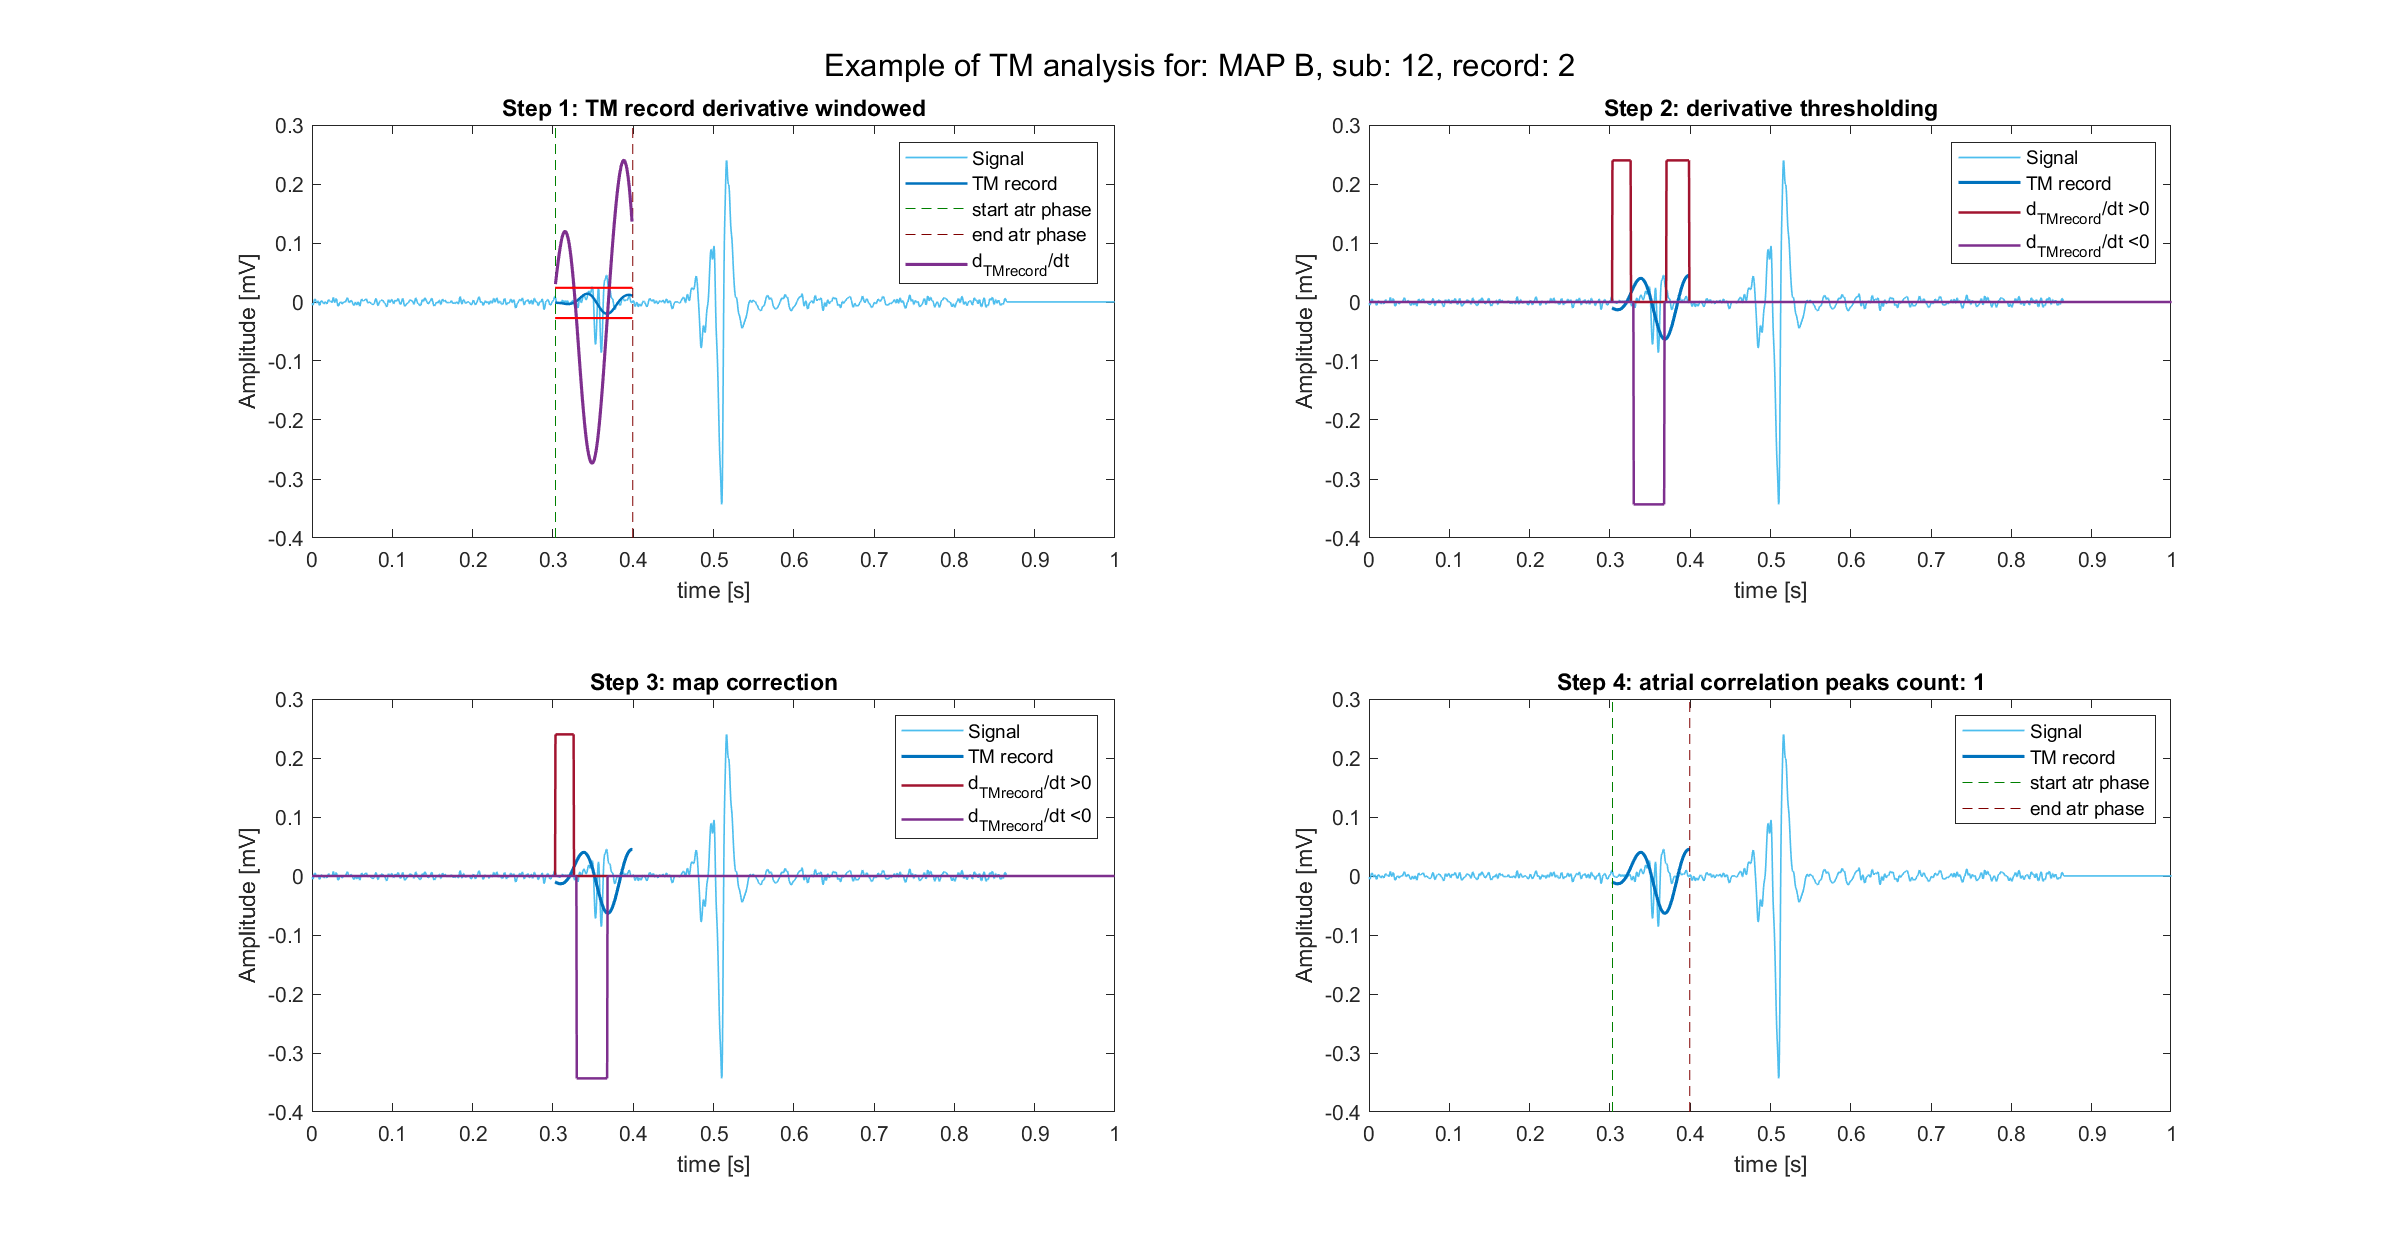 Example of TM analysis for: MAP B, sub: 12, record: 2
Step 1: TM record derivative windowed
0.3
0.2
0.1
0
-0.1
-0.2
-0.3
-0.4
Amplitude [mV]
0 0.1 0.2 0.3 0.4 0.5 0.6 0.7 0.8 0.9 1
time [s]
Signal
TM record
start atr phase
end atr phase
dTMrecord/dt
Step 2: derivative thresholding
0.3
0.2
0.1
0
-0.1
-0.2
-0.3
-0.4
Amplitude [mV]
0 0.1 0.2 0.3 0.4 0.5 0.6 0.7 0.8 0.9 1
time [s]
Signal
TM record
dTMrecord/dt >0
dTMrecord/dt <0
Step 3: map correction
0.3
0.2
0.1
0
-0.1
-0.2
-0.3
-0.4
Amplitude [mV]
0 0.1 0.2 0.3 0.4 0.5 0.6 0.7 0.8 0.9 1
time [s]
Signal
TM record
dTMrecord/dt >0
dTMrecord/dt <0
Step 4: atrial correlation peaks count: 1
0.3
0.2
0.1
0
-0.1
-0.2
-0.3
-0.4
Amplitude [mV]
0 0.1 0.2 0.3 0.4 0.5 0.6 0.7 0.8 0.9 1
time [s]
Signal
TM record
start atr phase
end atr phase